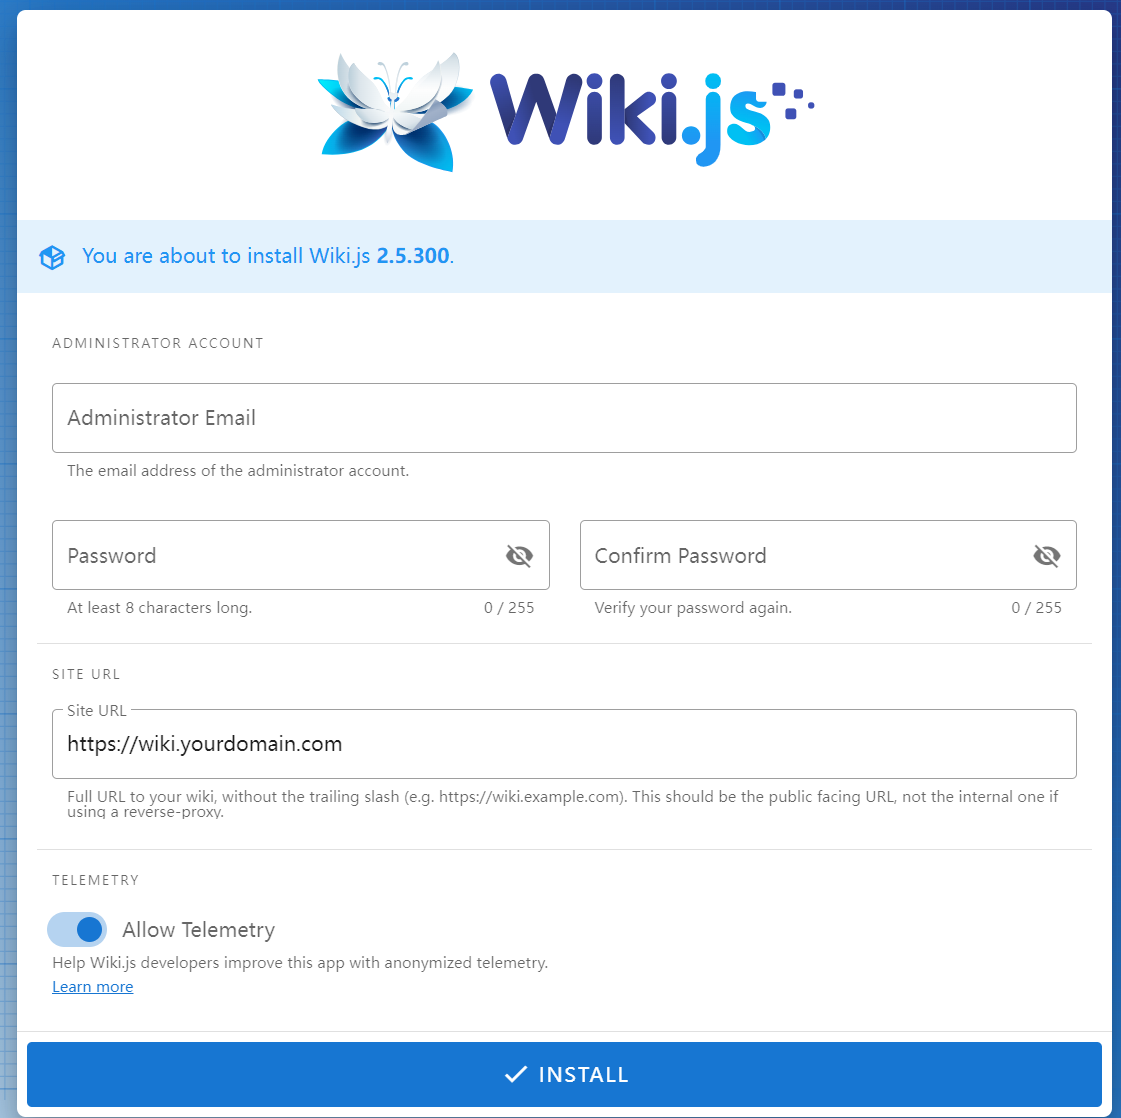 Wiki.js
You are about to install Wiki.js 2.5.300.
ADMINISTRATOR ACCOUNT
Administrator Email
The email address of the administrator account.
Password
Confirm Password
At least 8 characters long.
0 / 255
Verify your password again.
0 / 255
SITE URL
Site URL
https://wiki.yourdomain.com
Full URL to your wiki, without the trailing slash (e.g. https://wiki.example.com). This should be the public facing URL, not the internal one if
using a reverse-proxy.
TELEMETRY
Allow Telemetry
Help Wiki.js developers improve this app with anonymized telemetry.
Learn more
INSTALL